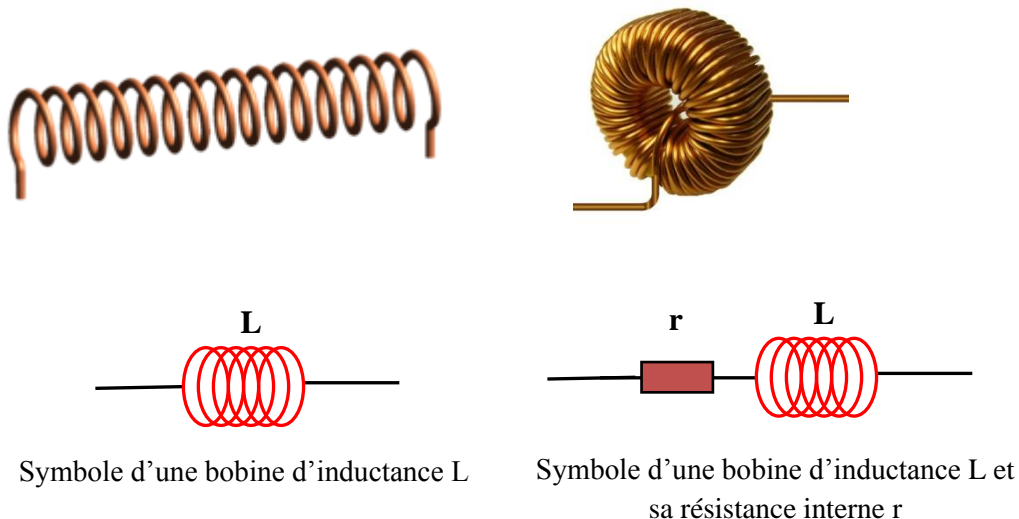 L
r
L
Symbole d’une bobine d’inductance L
Symbole d’une bobine d’inductance L et
sa résistance interne r